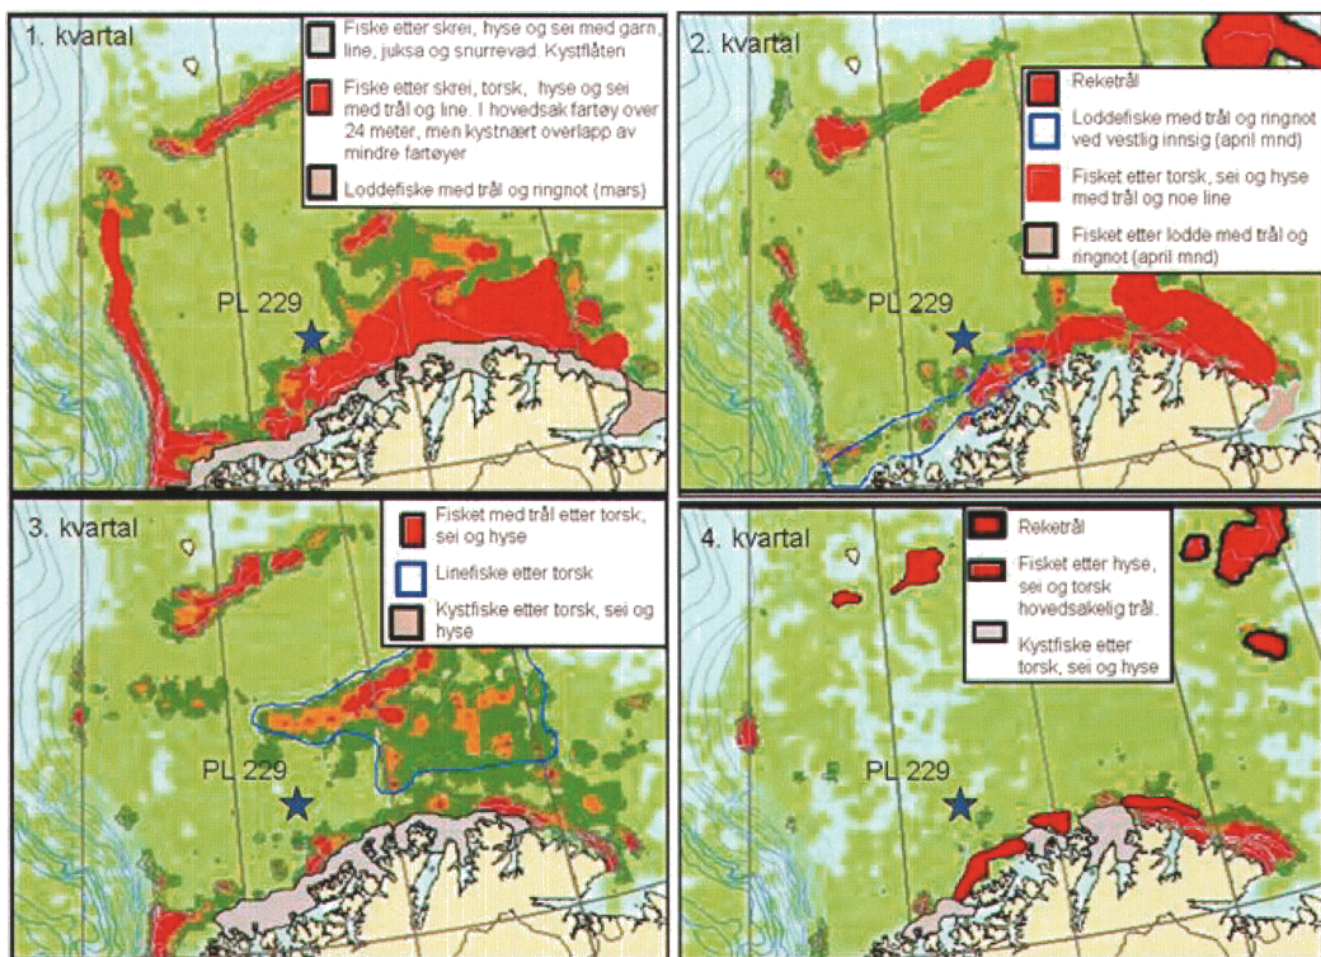 1. kvartal
Fiske etter skrei, hyse og sei med garn,
line, juksa og snurrevad. Kystflåten
Fiske etter skrei, torsk, hyse og sei
med trål og line. I hovedsak fartøy over
24 meter, men kystnært overlapp av
mindre fartøyer
Loddefiske med trål og ringnot (mars)
PL 229
2. kvartal
Reketrål
Loddefiske med trål og ringnot
ved vestlig innsig (april mnd)
Fisket etter torsk, sei og hyse
med trål og noe line
Fisket etter lodde med trål og
ringnot (april mnd)
PL 229
3. kvartal
Fisket med trål etter torsk,
sei og hyse
Linefiske etter torsk
Kystfiske etter torsk, sei og
hyse
PL 229
4. kvartal
Reketrål
Fisket etter hyse,
sei og torsk
hovedsakelig trål.
Kystfiske etter
torsk, sei og hyse
PL 229